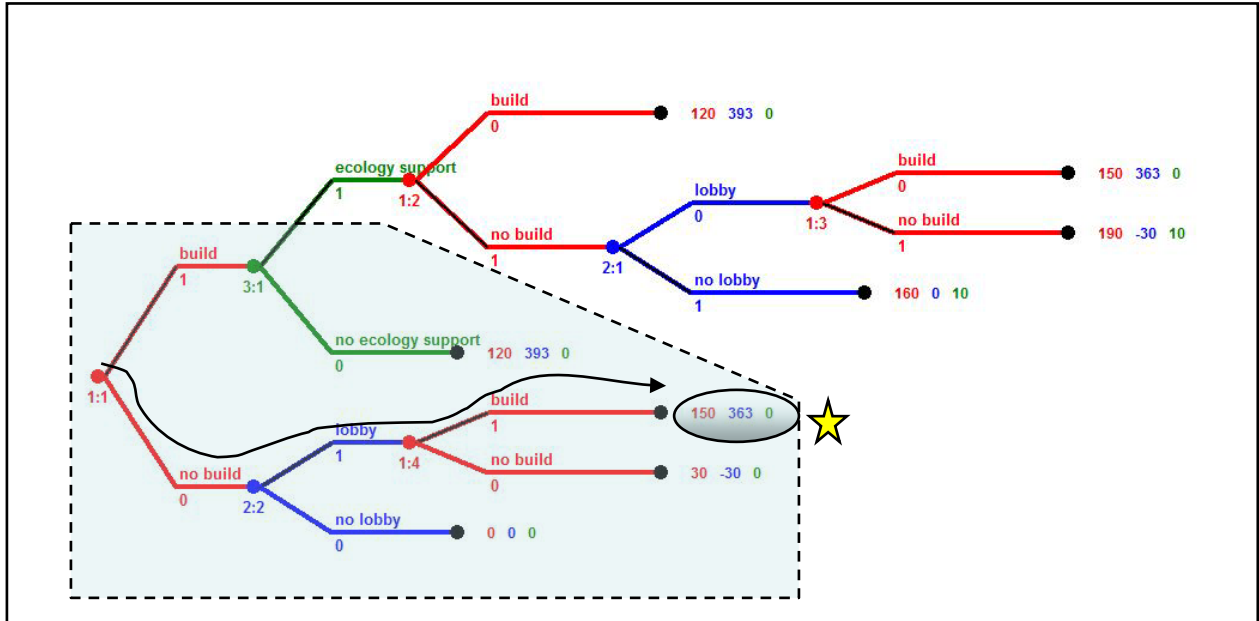 build
0
120 393 0
ecology support
1
1:2
build
0
150 363 0
lobby
0
1:3
no build
1
190 -30 10
no build
1
2:1
no lobby
1
160 0 10
build
1
3:1
no ecology support
0
120 393 0
1:1
build
1
150 363 0
lobby
1
1:4
no build
0
30 -30 0
no build
0
2:2
no lobby
0
0 0 0